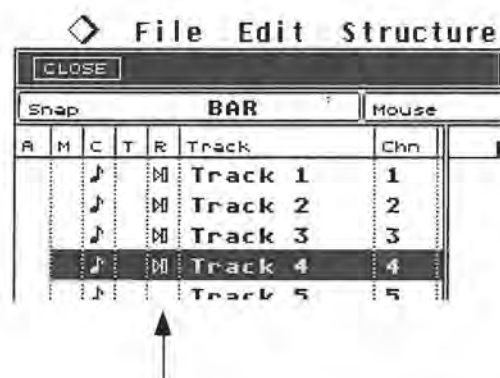 File Edit Structure
CLOSE
Snap BAR Mouse
A M C T R Track Chn
Track 1 1
Track 2 2
Track 3 3
Track 4 4
Track 5 5